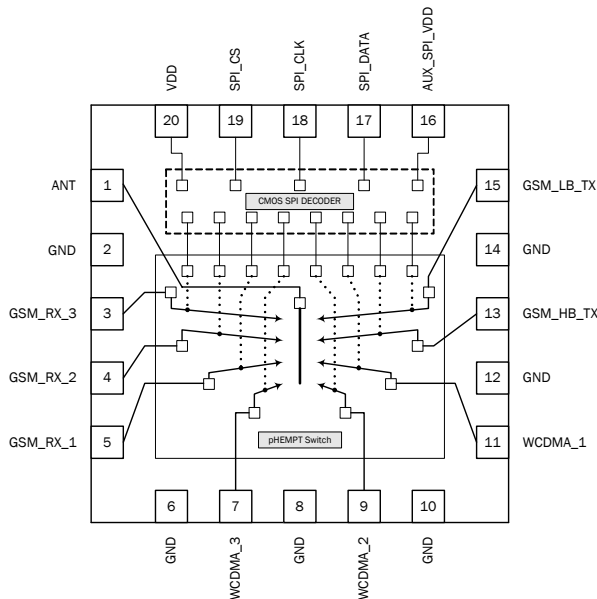 VDD
SPI_CS
SPI_CLK
SPI_DATA
AUX_SPI_VDD
20
19
18
17
16
ANT
1
15
GSM_LB_TX
CMOS SPI DECODER
GND
2
14
GND
GSM_RX_3
3
13
GSM_HB_TX
GSM_RX_2
4
12
GND
GSM_RX_1
5
11
WCDMA_1
pHEMPT Switch
6
7
8
9
10
GND
WCDMA_3
GND
WCDMA_2
GND